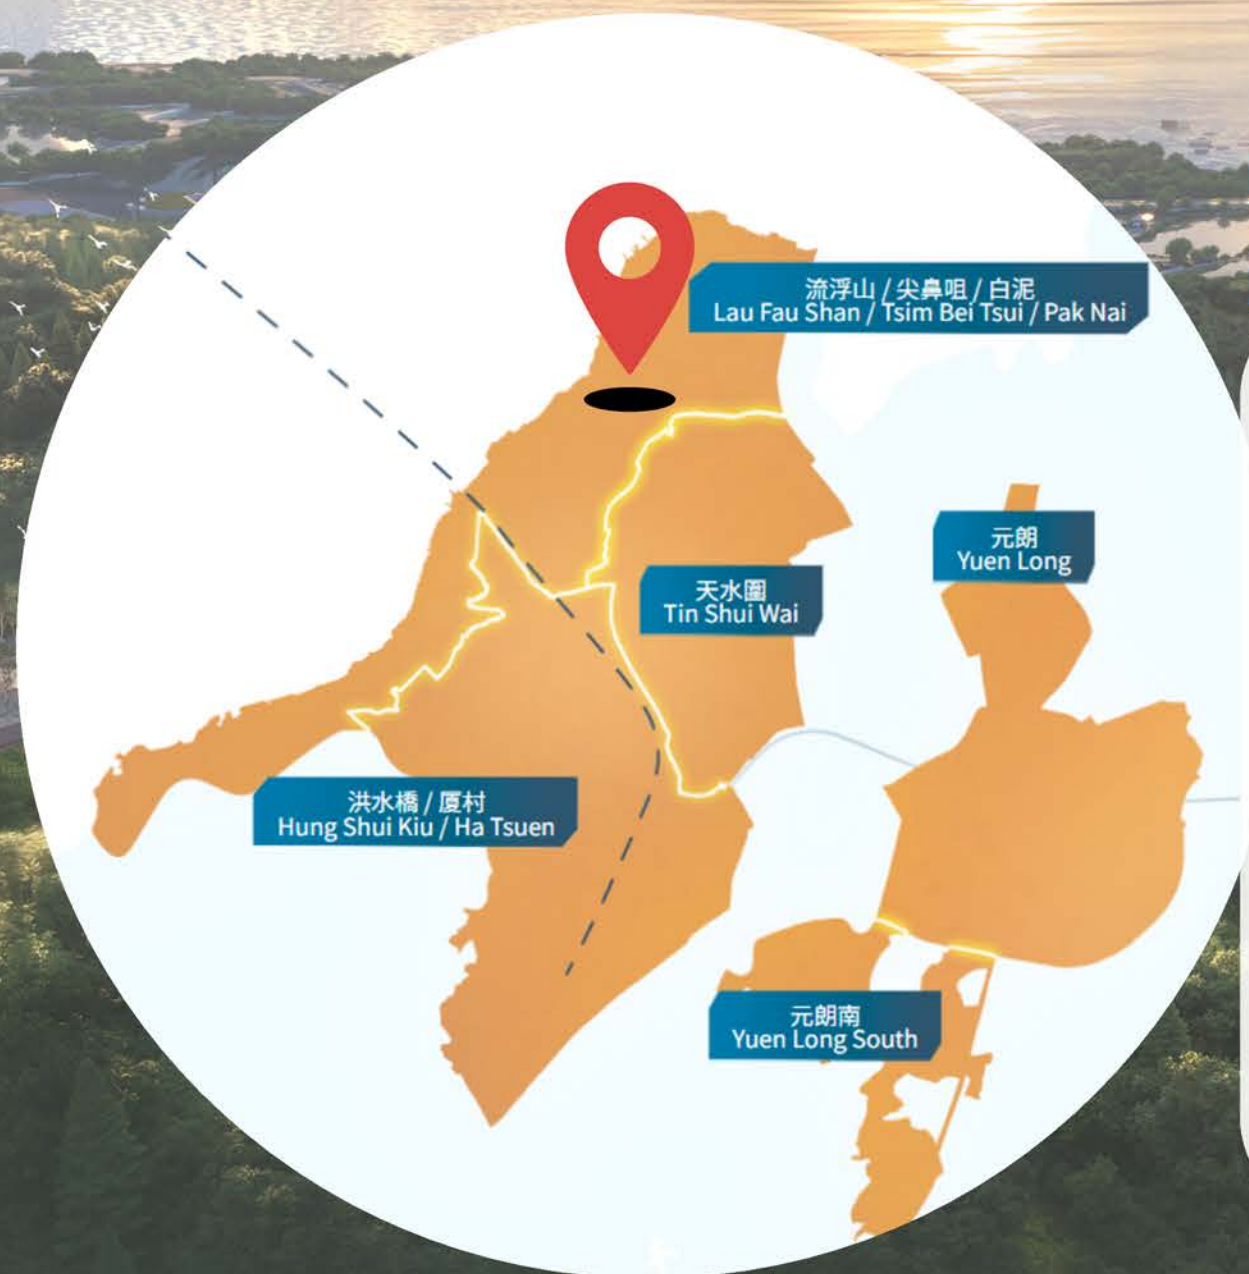 流浮山 / 尖鼻咀 / 白泥
Lau Fau Shan / Tsim Bei Tsui / Pak Nai
元朗
Yuen Long
天水圍
Tin Shui Wai
洪水橋 / 厦村
Hung Shui Kiu / Ha Tsuen
元朗南
Yuen Long South